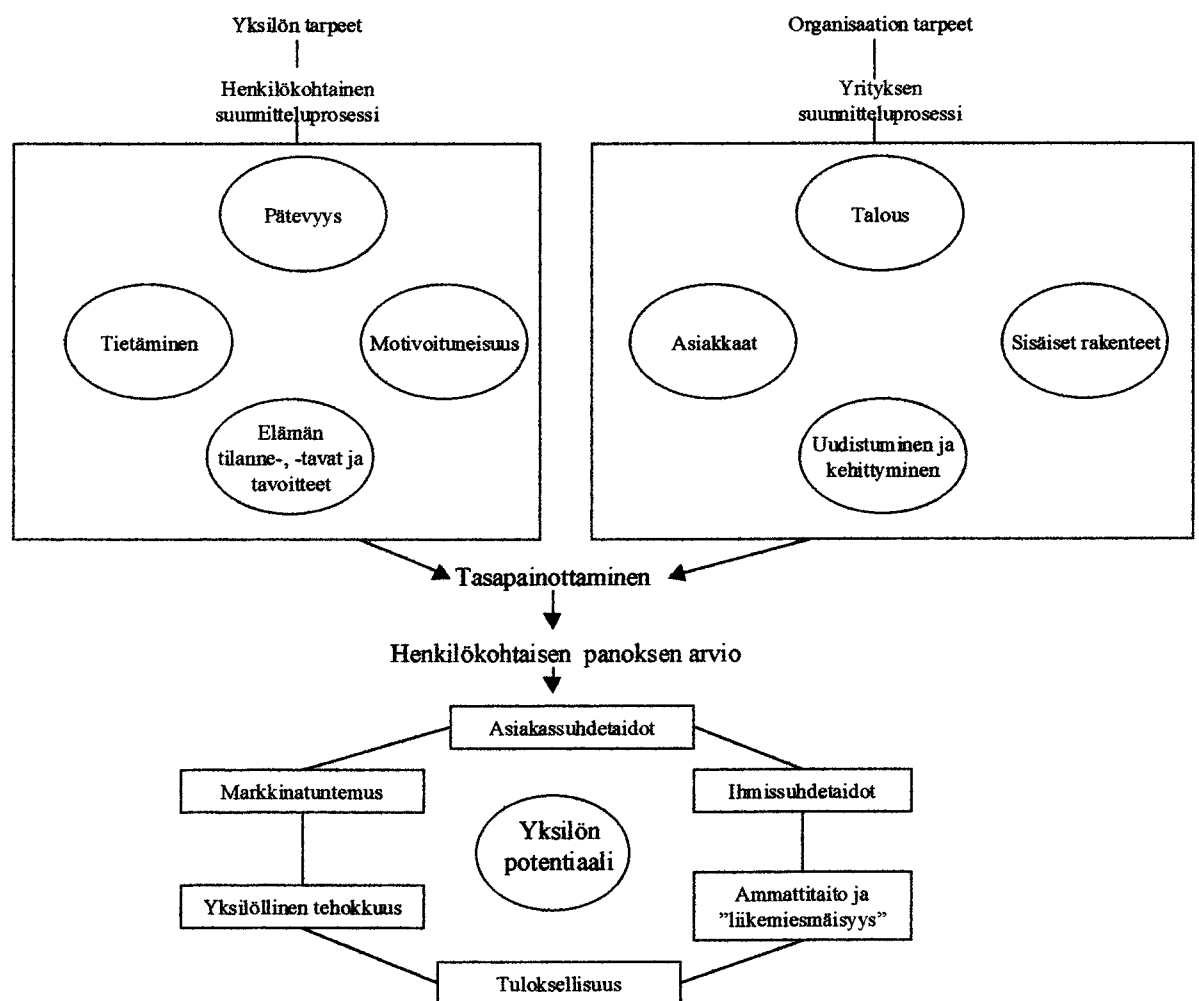 Yksilön tarpeet
Henkilökohtainen
suunnitteluprosessi
Pätevyys
Tietäminen
Motivoituneisuus
Elämän
tilanne-, -tavat ja
tavoitteet
Organisaation tarpeet
Yrityksen
suunnitteluprosessi
Talous
Asiakkaat
Sisäiset rakenteet
Uudistuminen ja
kehittyminen
Tasapainottaminen
Henkilökohtaisen panoksen arvio
Asiakassuhdetaidot
Markkinatuntemus
Ihmissuhdetaidot
Yksilön
potentiaali
Yksilöllinen tehokkuus
Ammattitaito ja
”liikemiesmäisyys”
Tuloksellisuus